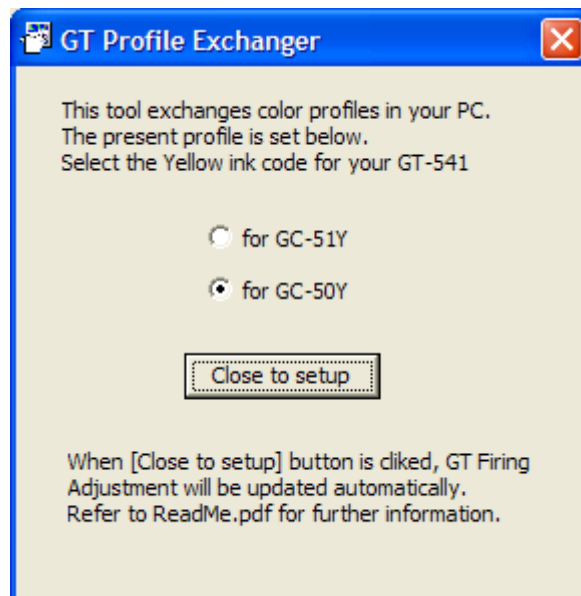 GT Profile Exchanger
This tool exchanges color profiles in your PC.
The present profile is set below.
Select the Yellow ink code for your GT-541
for GC-51Y
for GC-50Y
Close to setup
When [Close to setup] button is cliked, GT Firing
Adjustment will be updated automatically.
Refer to ReadMe.pdf for further information.